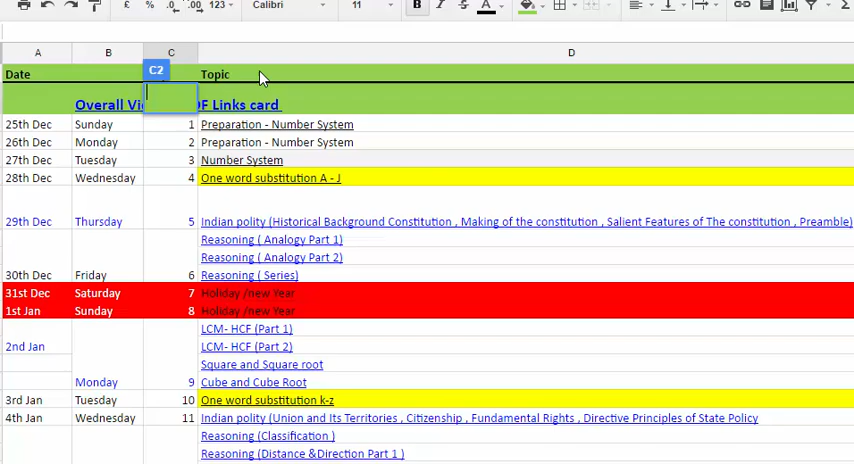 £ % .0 .00 123 Calibri 11 B I S A Σ
A B C D
C2
Date Topic
Overall Vi F Links card
25th Dec Sunday 1 Preparation - Number System
26th Dec Monday 2 Preparation - Number System
27th Dec Tuesday 3 Number System
28th Dec Wednesday 4 One word substitution A - J
29th Dec Thursday 5 Indian polity (Historical Background Constitution , Making of the constitution , Salient Features of The constitution , Preamble)
Reasoning ( Analogy Part 1)
Reasoning ( Analogy Part 2)
30th Dec Friday 6 Reasoning ( Series)
31st Dec Saturday 7 Holiday /new Year
1st Jan Sunday 8 Holiday /new Year
LCM- HCF (Part 1)
2nd Jan LCM- HCF (Part 2)
Square and Square root
Monday 9 Cube and Cube Root
3rd Jan Tuesday 10 One word substitution k-z
4th Jan Wednesday 11 Indian polity (Union and Its Territories , Citizenship , Fundamental Rights , Directive Principles of State Policy
Reasoning (Classification )
Reasoning (Distance &Direction Part 1 )